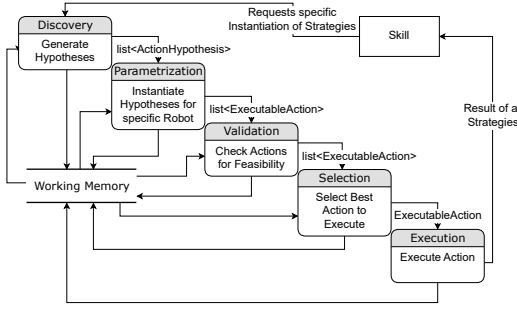 Requests specific
Instantiation of Strategies
Discovery
Generate
Hypotheses
Skill
list<ActionHypothesis>
Parametrization
Instantiate
Hypotheses for
specific Robot
list<ExecutableAction>
Result of a
Strategies
Validation
Check Actions
for Feasibility
list<ExecutableAction>
Working Memory
Selection
Select Best
Action to
Execute
ExecutableAction
Execution
Execute Action